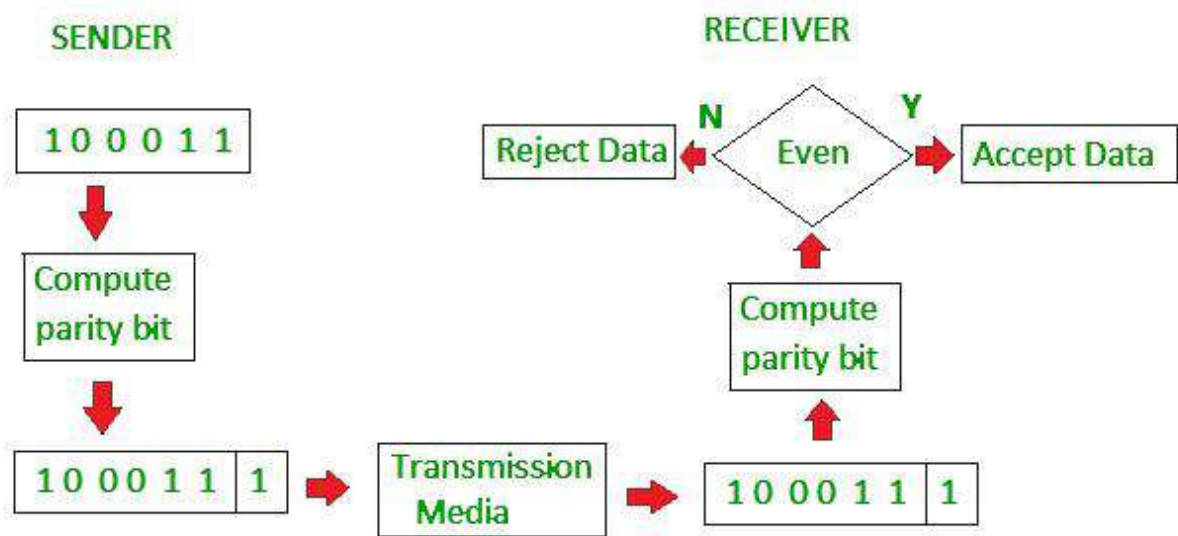 SENDER
1 0 0 0 1 1
Compute
parity bit
1 0 0 0 1 1 1
Transmission
Media
RECEIVER
N
Y
Reject Data
Even
Accept Data
Compute
parity bit
1 0 0 0 1 1 1